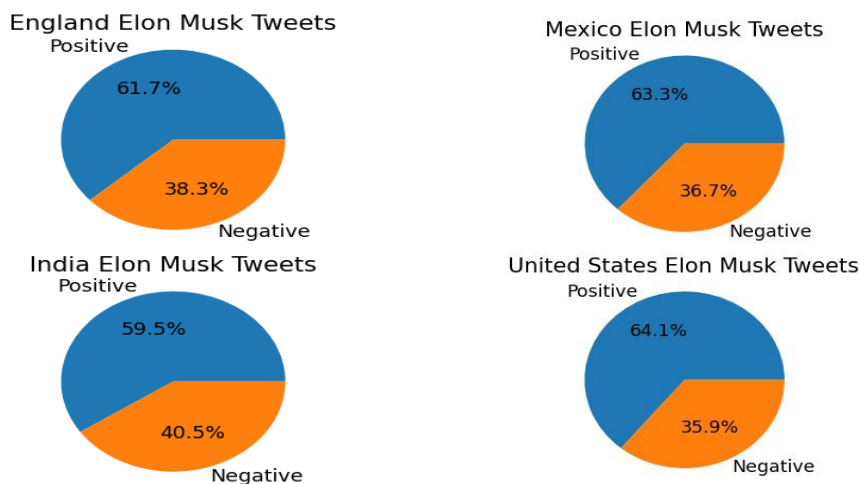 England Elon Musk Tweets
Positive
61.7%
38.3%
Negative
Mexico Elon Musk Tweets
Positive
63.3%
36.7%
Negative
India Elon Musk Tweets
Positive
59.5%
40.5%
Negative
United States Elon Musk Tweets
Positive
64.1%
35.9%
Negative